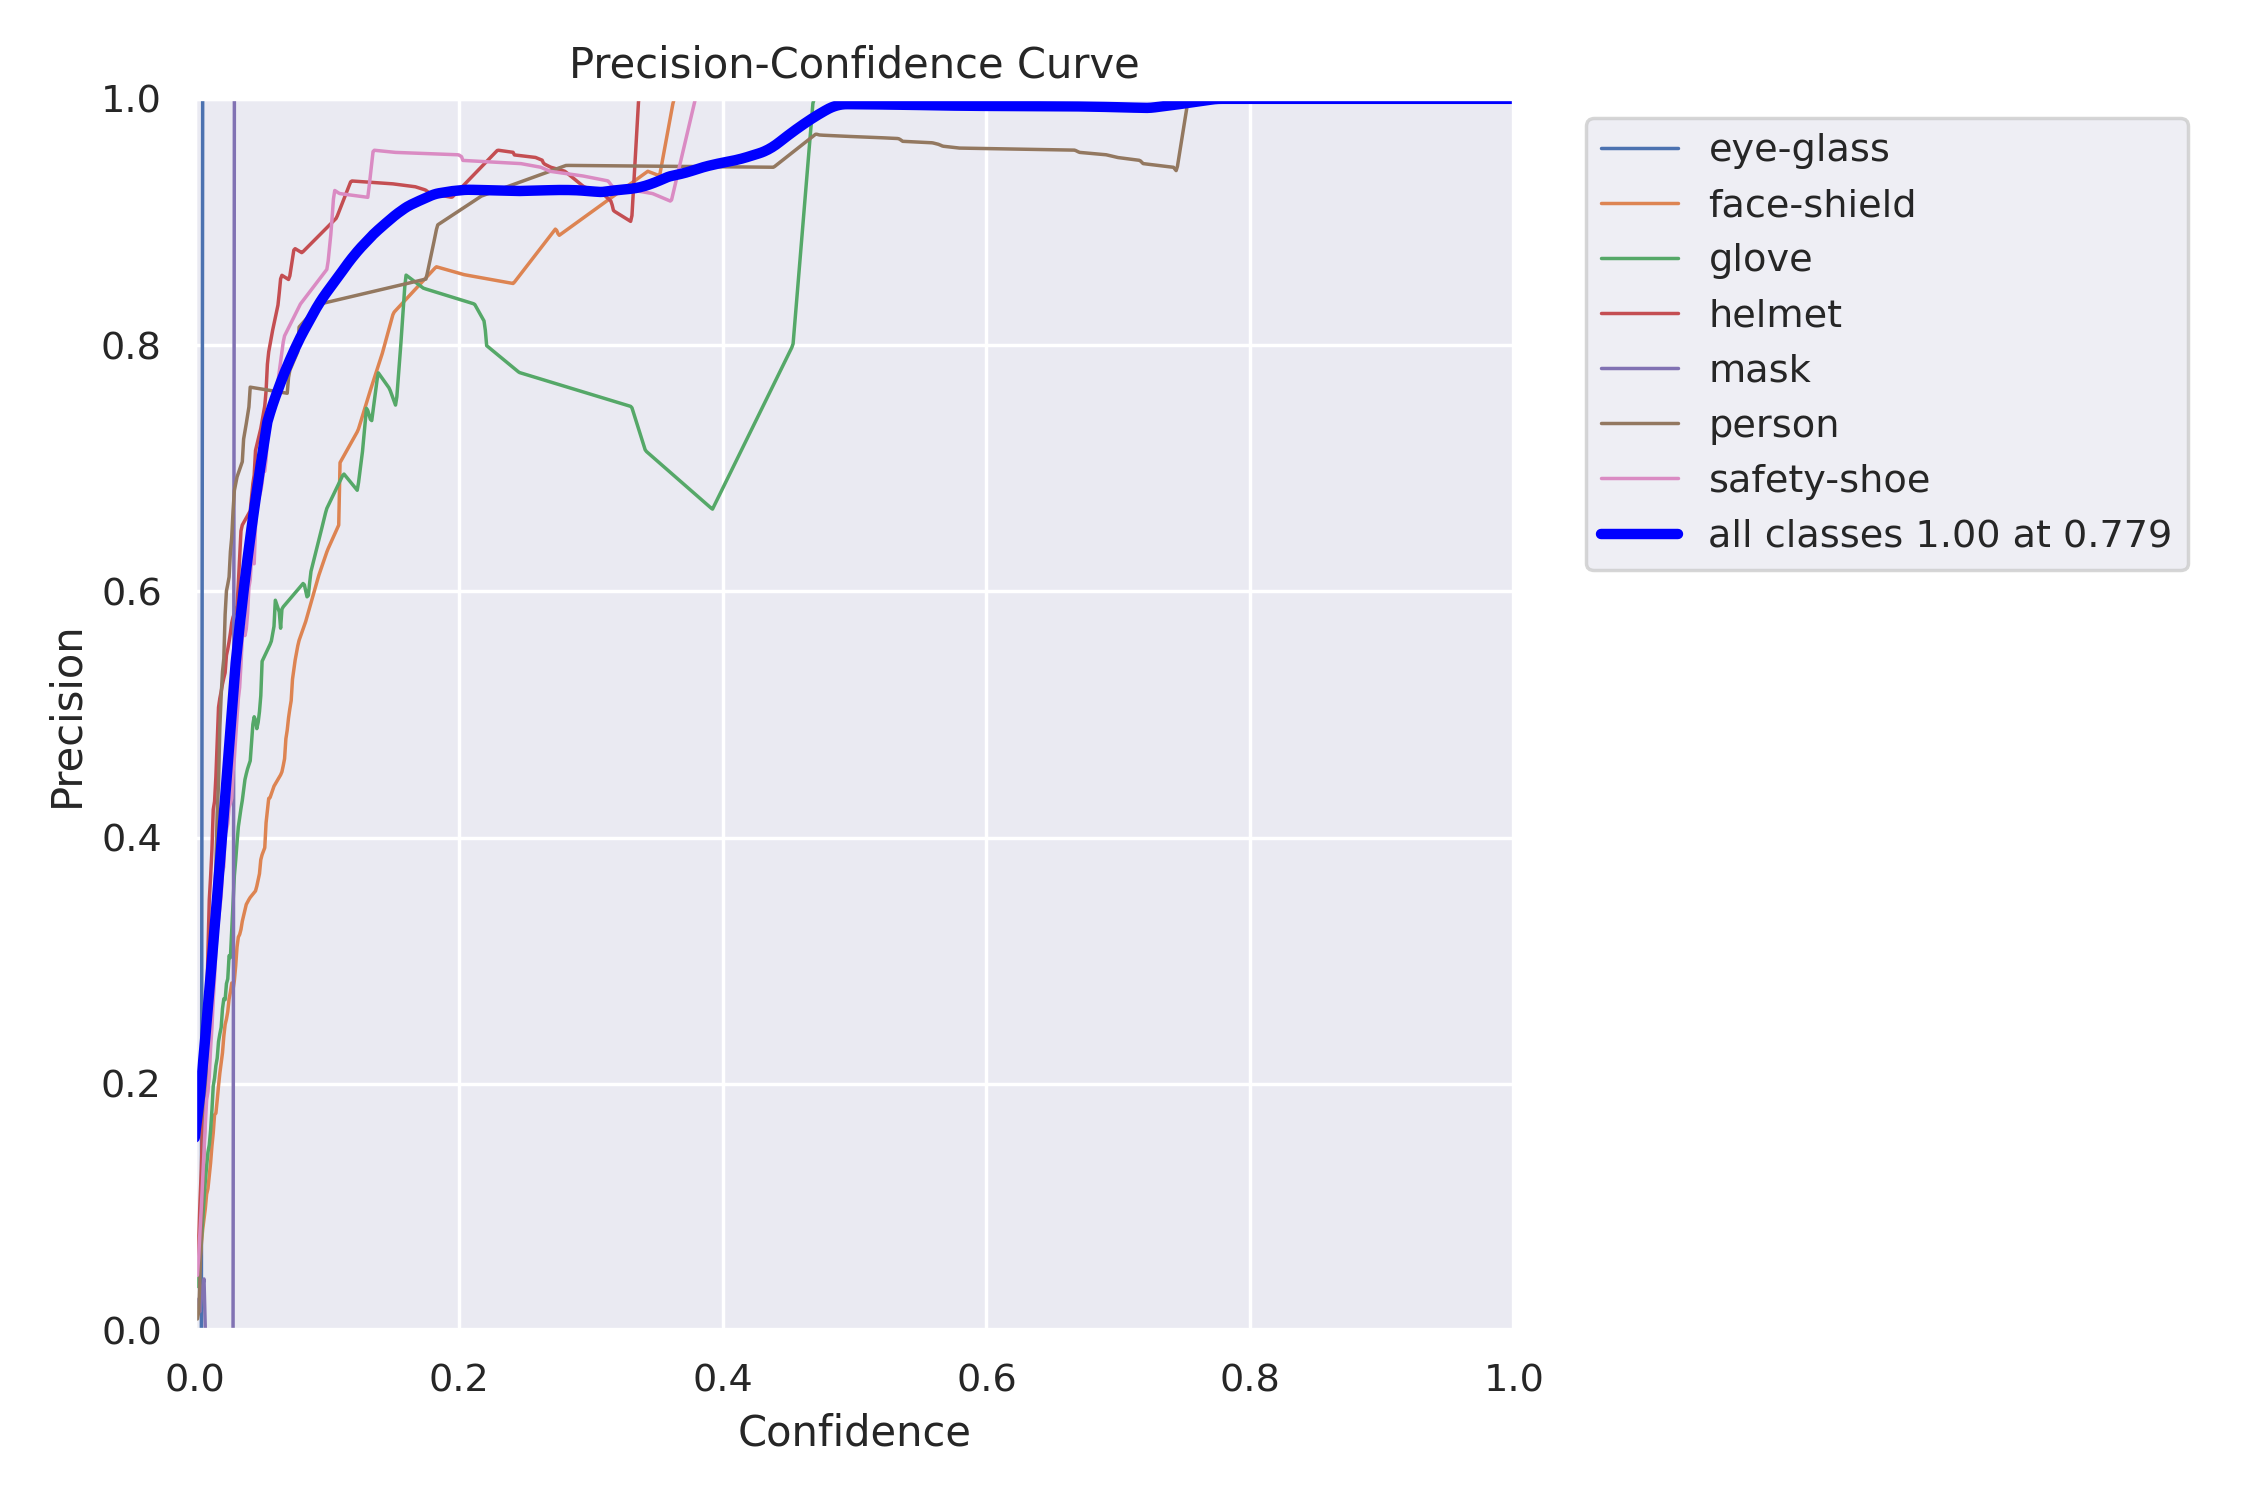 Precision-Confidence Curve
1.0
0.8
0.6
0.4
0.2
0.0
Precision
0.0 0.2 0.4 0.6 0.8 1.0
Confidence
eye-glass
face-shield
glove
helmet
mask
person
safety-shoe
all classes 1.00 at 0.779